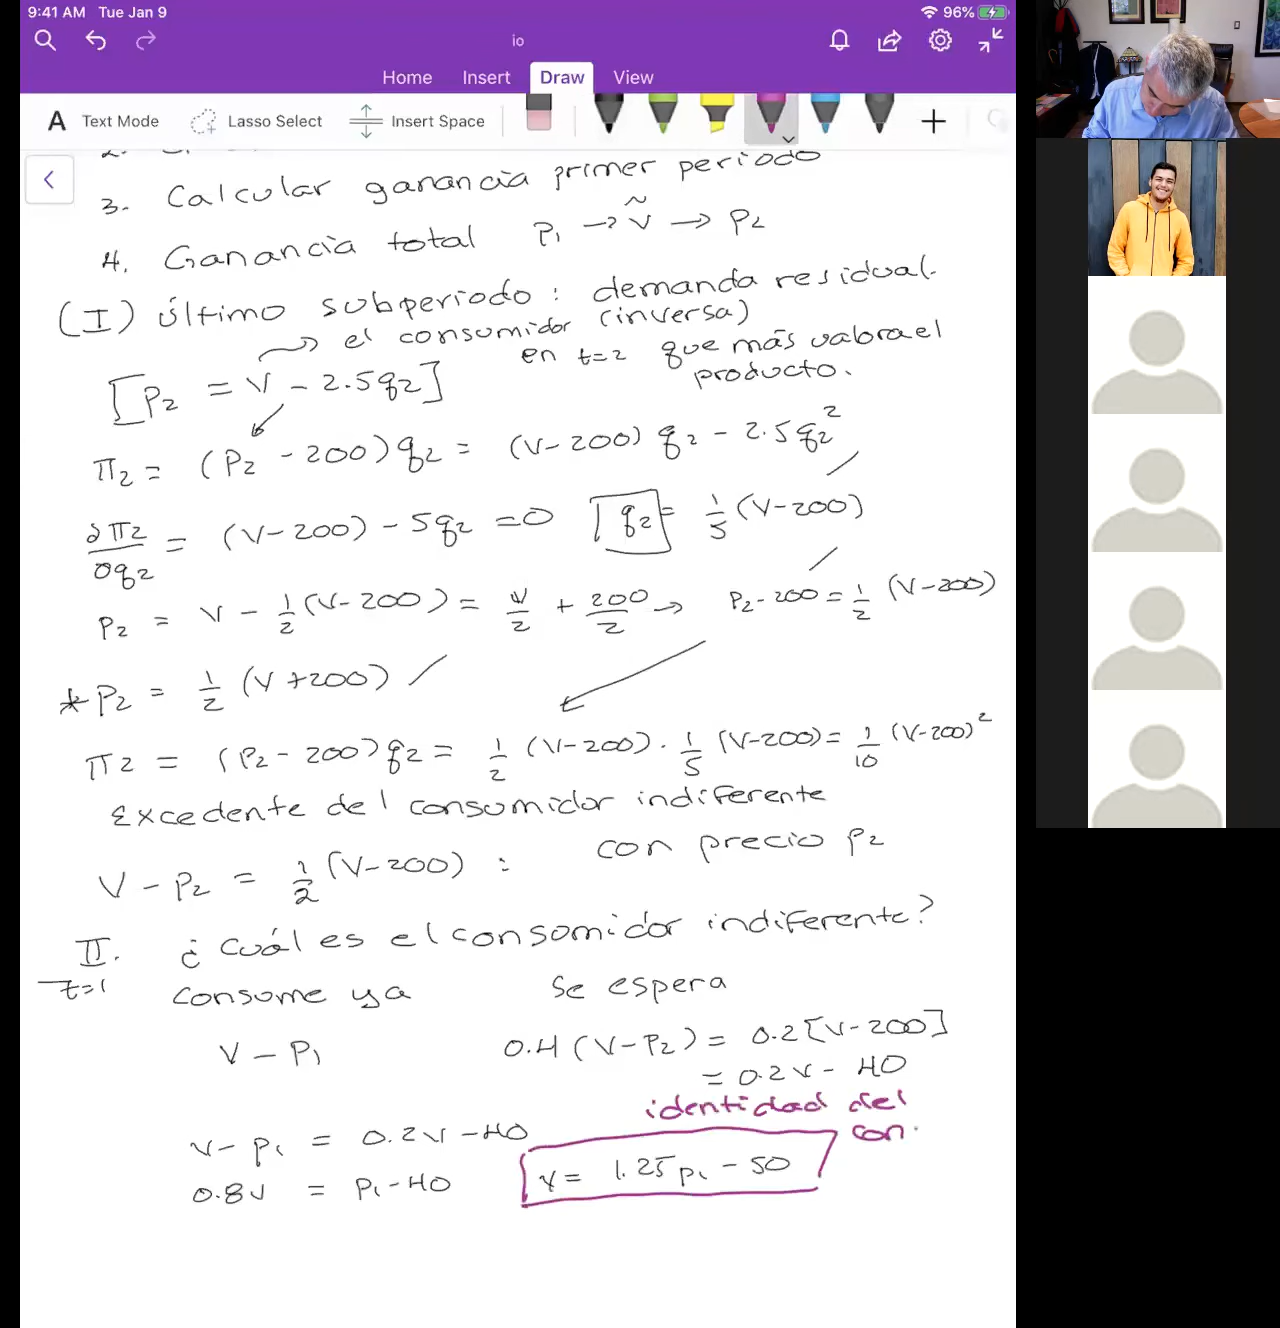 9:41 AM Tue Jan 9
96%
io
Home Insert Draw View
A Text Mode Lasso Select Insert Space
3. Calcular ganancia primer periodo
4. Ganancia total p₁ → ṽ → p₂
(I) Último subperiodo: demanda residual.
(inversa)
→ el consumidor
en t=2 que más valora el
producto.
[p₂ = v - 2.5q₂]
π₂ = (p₂ - 200)q₂ = (v-200)q₂ - 2.5q₂²
∂π₂/∂q₂ = (v-200) - 5q₂ = 0 q₂ = 1/5 (v-200)
p₂ = v - 1/2 (v-200) = v/2 + 200/2 → p₂-200 = 1/2 (v-200)
* p₂ = 1/2 (v+200)
π₂ = (p₂ - 200)q₂ = 1/2 (v-200) · 1/5 (v-200) = 1/10 (v-200)²
Excedente del consumidor indiferente
con precio p₂
v - p₂ = 1/2 (v-200) :
II. ¿cuál es el consumidor indiferente?
t=1 consume ya se espera
v - p₁ 0.4(v-p₂) = 0.2[v-200]
= 0.2v - 40
identidad del
con.
v - p₁ = 0.2v - 40
0.8v = p₁ - 40 v = 1.25p₁ - 50